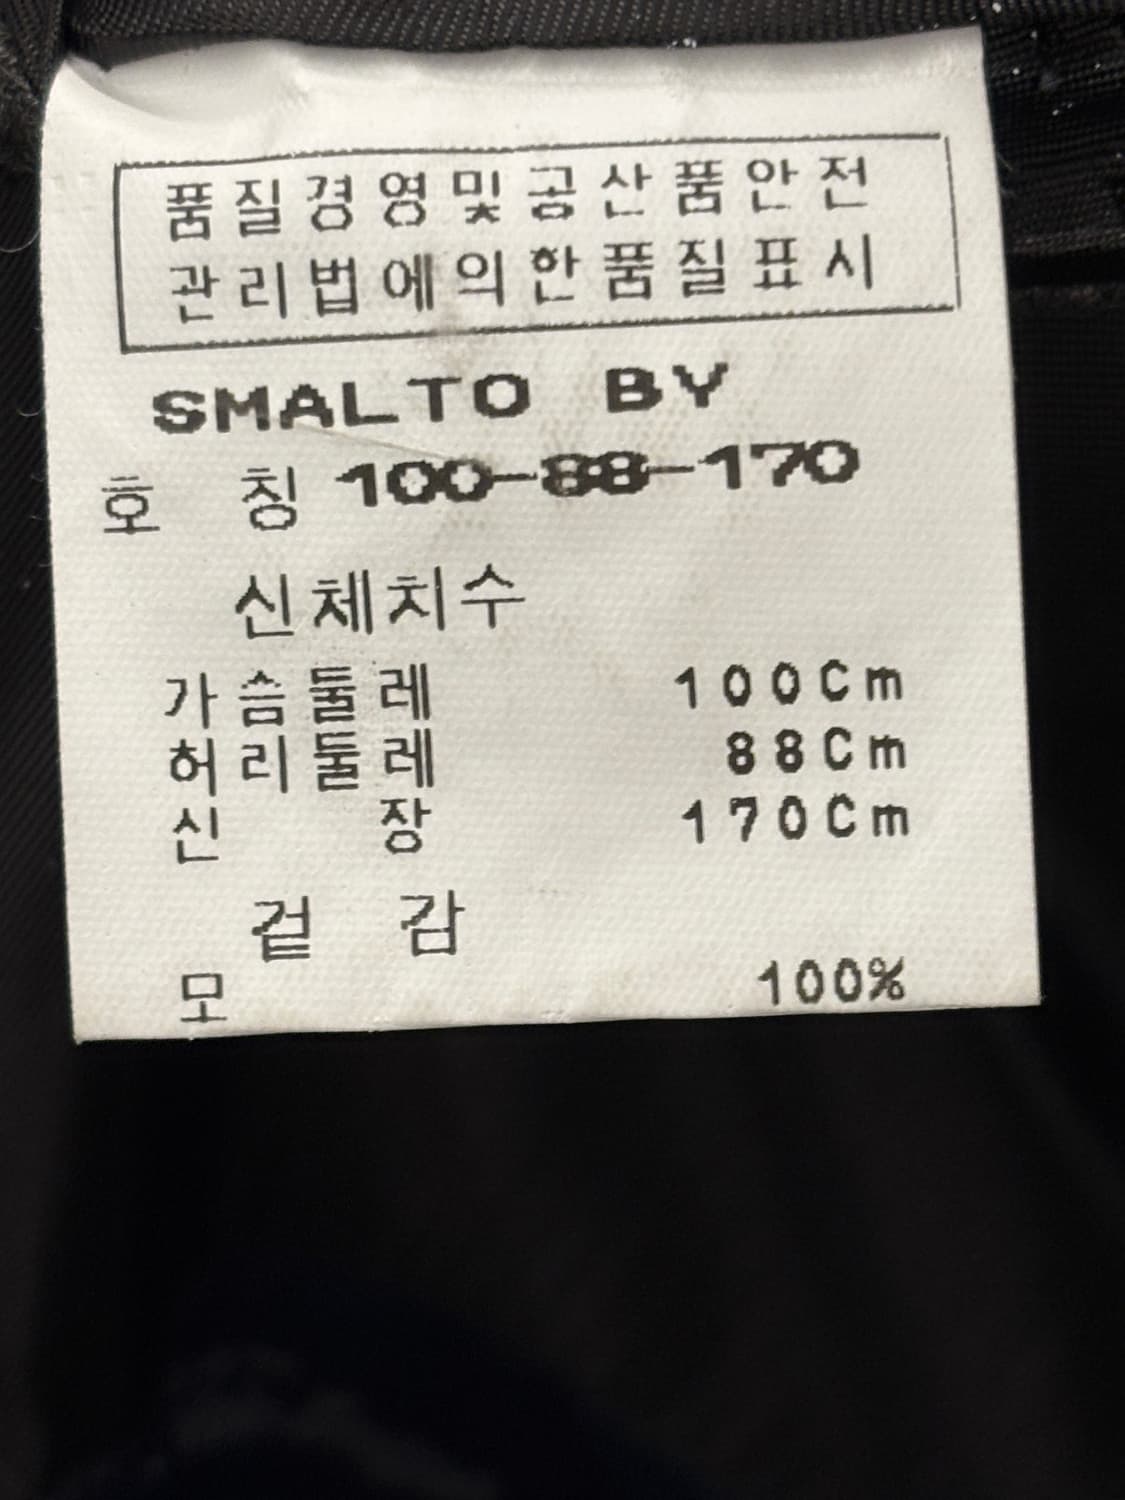 품질경영및공산품안전
관리법에의한품질표시
SMALTO BY
호 칭 100-88-170
신체치수
가슴둘레 100Cm
허리둘레 88Cm
신 장 170Cm
겉 감
모 100%